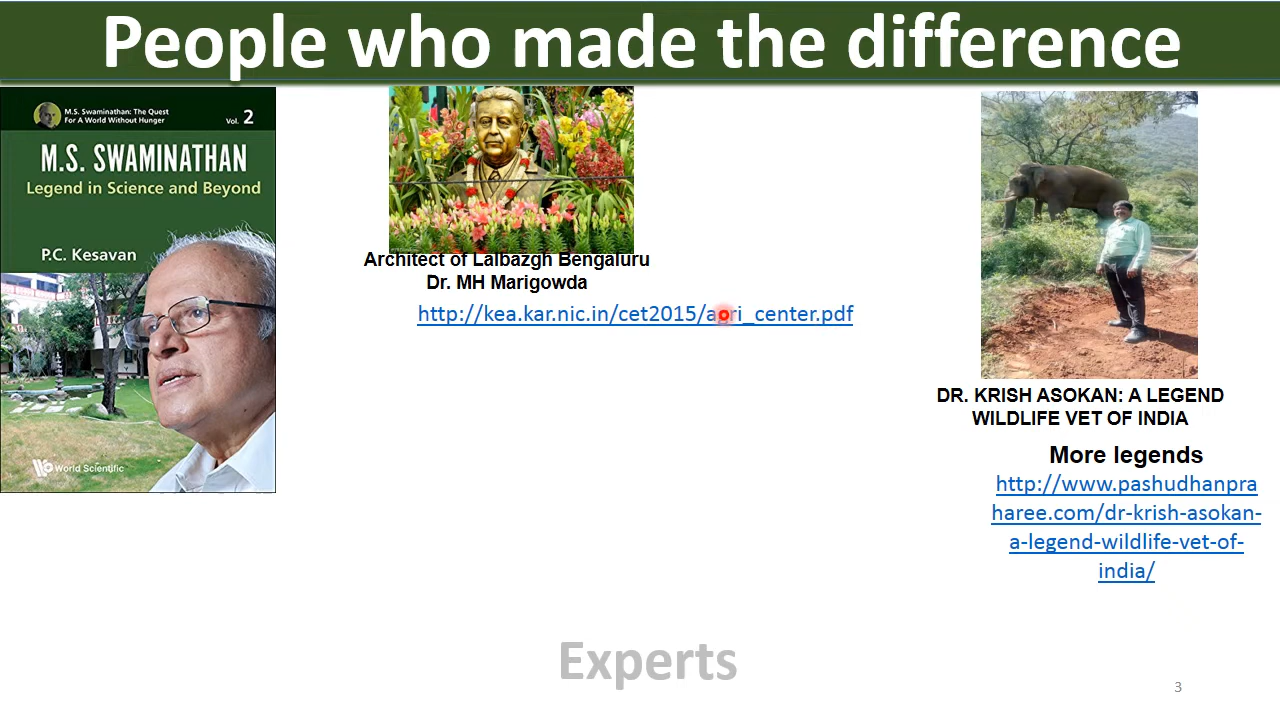 People who made the difference
M.S. Swaminathan: The Quest
For A World Without Hunger
Vol. 2
M.S. SWAMINATHAN
Legend in Science and Beyond
P.C. Kesavan
World Scientific
Architect of Lalbazgh Bengaluru
Dr. MH Marigowda
http://kea.kar.nic.in/cet2015/agri_center.pdf
DR. KRISH ASOKAN: A LEGEND
WILDLIFE VET OF INDIA
More legends
http://www.pashudhanpra
haree.com/dr-krish-asokan-
a-legend-wildlife-vet-of-
india/
Experts
3